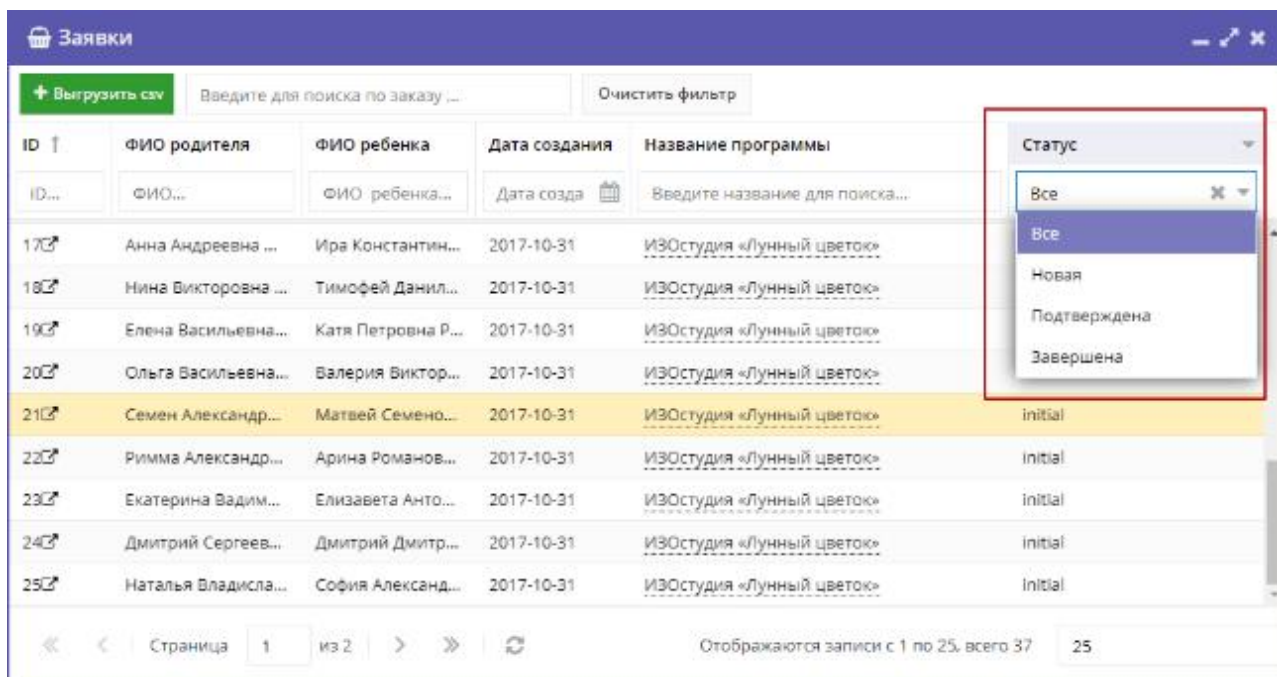 Заявки
Выгрузить csv Введите для поиска по заказу ... Очистить фильтр
ID ФИО родителя ФИО ребенка Дата создания Название программы Статус
ID... ФИО... ФИО ребенка... Дата созда Введите название для поиска... Все
17 Анна Андреевна ... Ира Константин... 2017-10-31 ИЗОстудия «Лунный цветок» Все
18 Нина Викторовна ... Тимофей Данил... 2017-10-31 ИЗОстудия «Лунный цветок» Новая
19 Елена Васильевна... Катя Петровна Р... 2017-10-31 ИЗОстудия «Лунный цветок» Подтверждена
20 Ольга Васильевна... Валерия Виктор... 2017-10-31 ИЗОстудия «Лунный цветок» Завершена
21 Семен Александр... Матвей Семено... 2017-10-31 ИЗОстудия «Лунный цветок» initial
22 Римма Александр... Арина Романов... 2017-10-31 ИЗОстудия «Лунный цветок» initial
23 Екатерина Вадим... Елизавета Анто... 2017-10-31 ИЗОстудия «Лунный цветок» initial
24 Дмитрий Сергеев... Дмитрий Дмитр... 2017-10-31 ИЗОстудия «Лунный цветок» initial
25 Наталья Владисла... София Александ... 2017-10-31 ИЗОстудия «Лунный цветок» initial
Страница 1 из 2 Отображаются записи с 1 по 25, всего 37 25